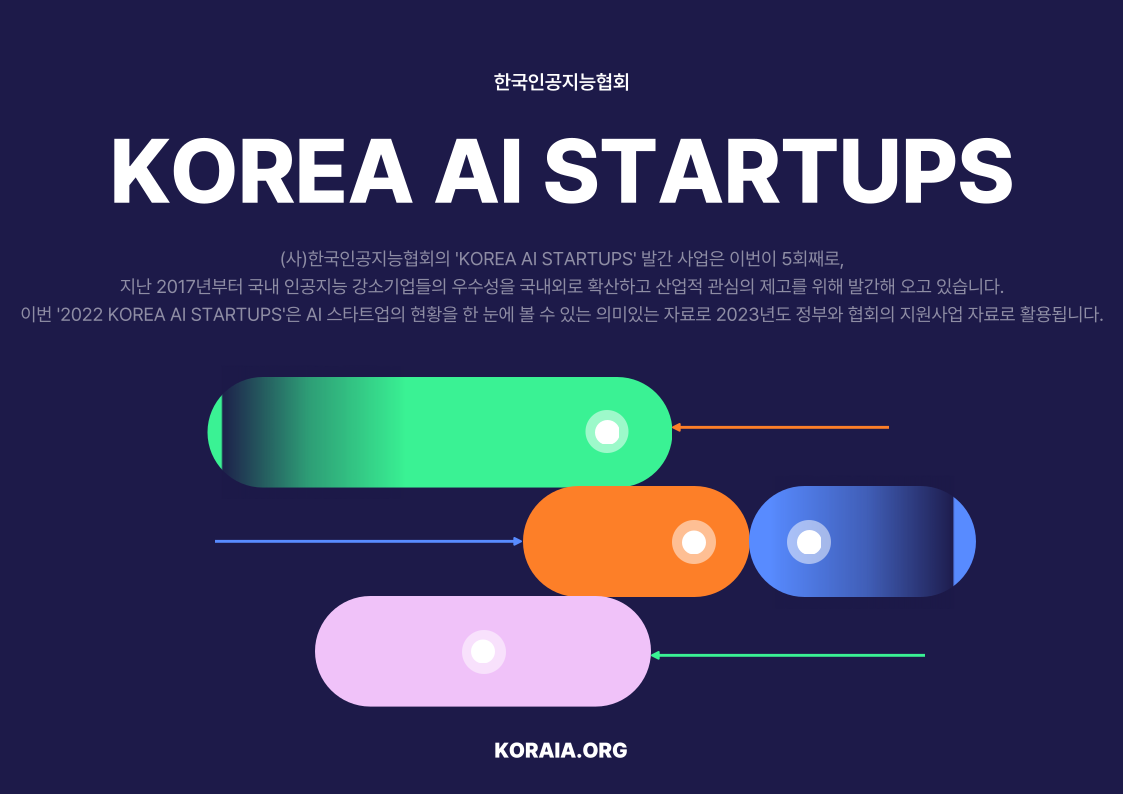 한국인공지능협회
KOREA AI STARTUPS
(사)한국인공지능협회의 'KOREA AI STARTUPS' 발간 사업은 이번이 5회째로,
지난 2017년부터 국내 인공지능 강소기업들의 우수성을 국내외로 확산하고 산업적 관심의 제고를 위해 발간해 오고 있습니다.
이번 '2022 KOREA AI STARTUPS'은 AI 스타트업의 현황을 한 눈에 볼 수 있는 의미있는 자료로 2023년도 정부와 협회의 지원사업 자료로 활용됩니다.
KORAIA.ORG